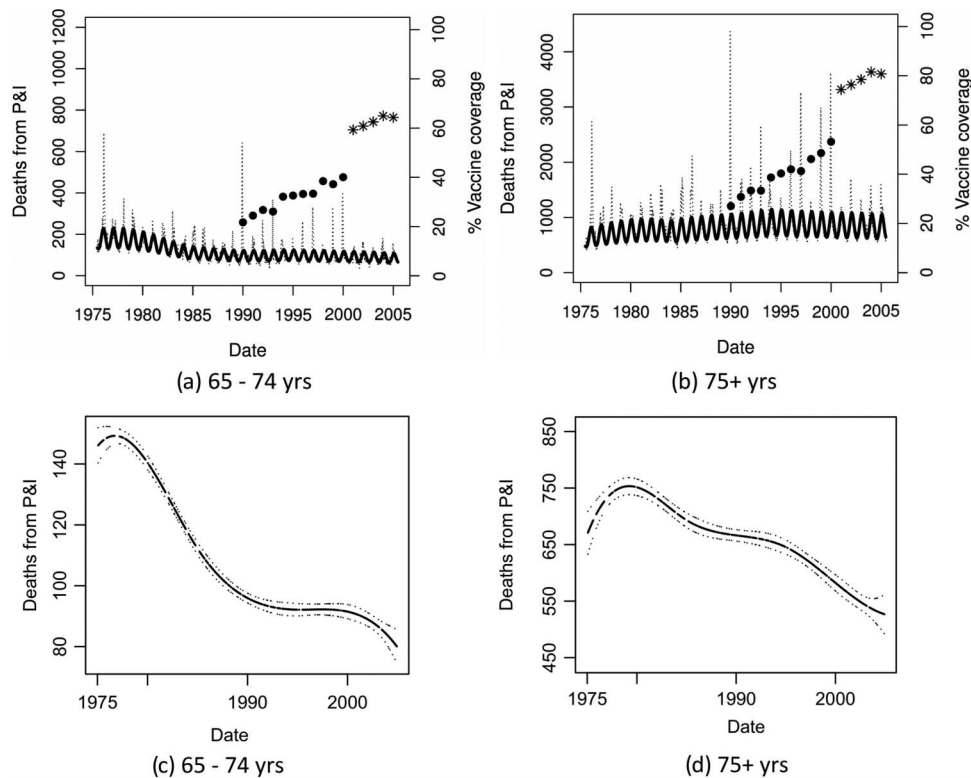 Deaths from P&I
0 200 400 600 800 1000 1200
0 20 40 60 80 100
% Vaccine coverage
1975 1980 1985 1990 1995 2000 2005
Date
(a) 65 - 74 yrs
Deaths from P&I
0 1000 2000 3000 4000
0 20 40 60 80 100
% Vaccine coverage
1975 1980 1985 1990 1995 2000 2005
Date
(b) 75+ yrs
Deaths from P&I
80 100 120 140
1975 1990 2000
Date
(c) 65 - 74 yrs
Deaths from P&I
450 550 650 750 850
1975 1990 2000
Date
(d) 75+ yrs